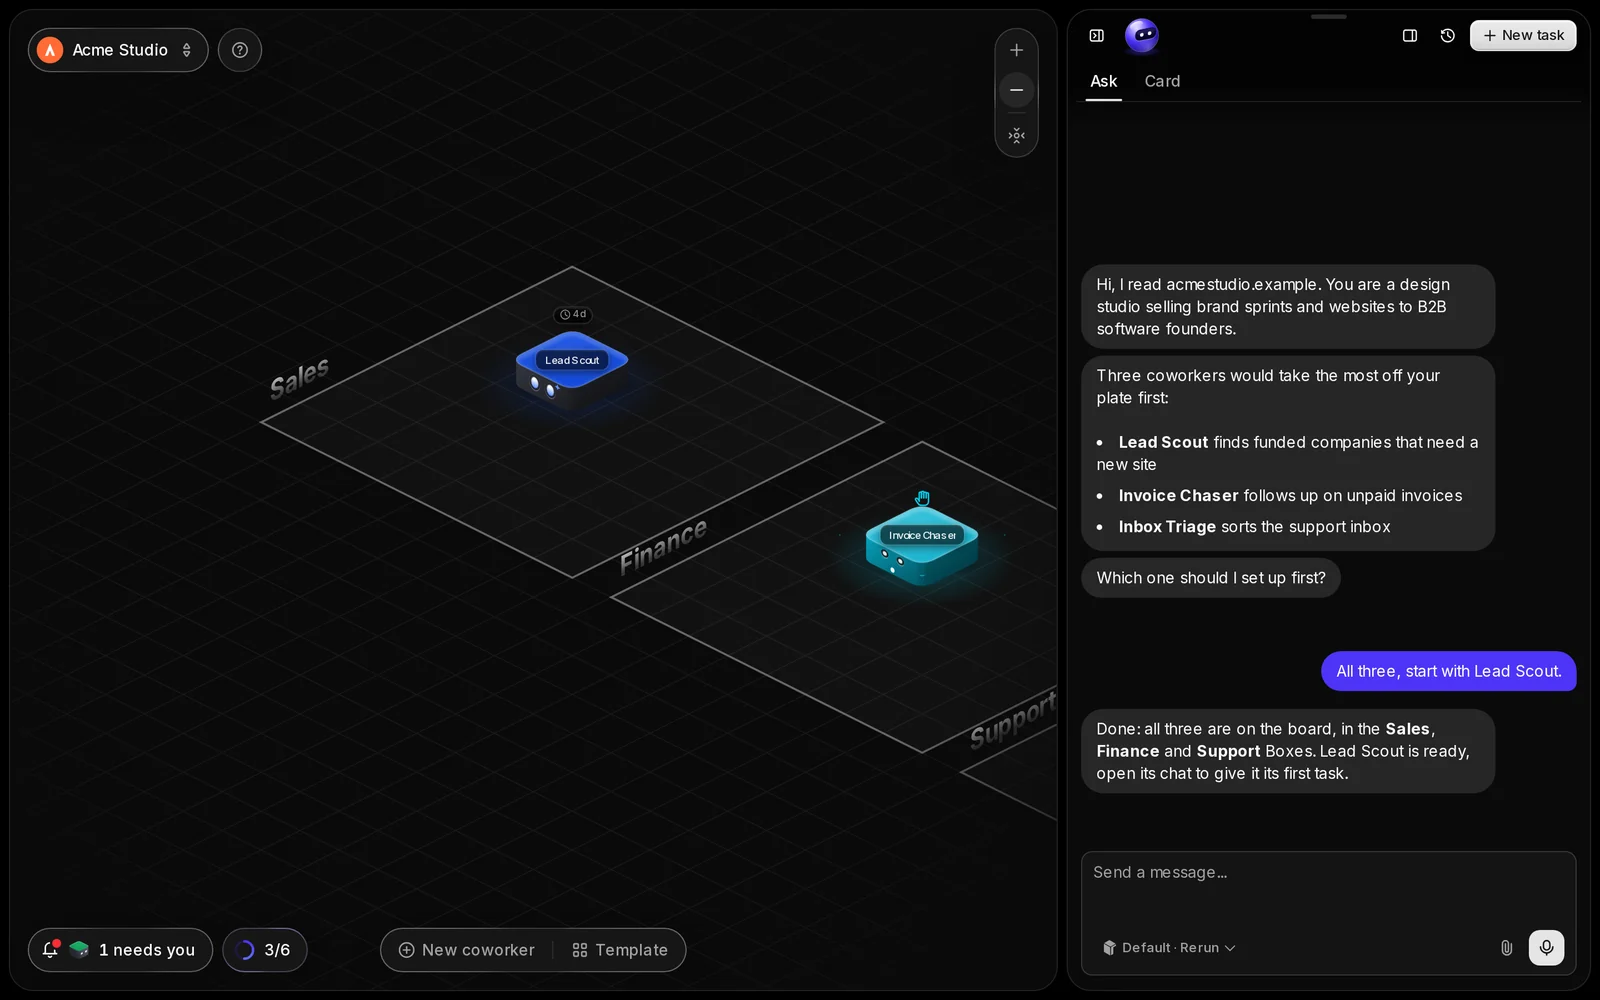 Acme Studio
Sales
4d
Lead Scout
Finance
Invoice Chaser
Support
1 needs you
3/6
New coworker
Template
New task
Ask
Card
Hi, I read acmestudio.example. You are a design
studio selling brand sprints and websites to B2B
software founders.
Three coworkers would take the most off your
plate first:
• Lead Scout finds funded companies that need a
new site
• Invoice Chaser follows up on unpaid invoices
• Inbox Triage sorts the support inbox
Which one should I set up first?
All three, start with Lead Scout.
Done: all three are on the board, in the Sales,
Finance and Support Boxes. Lead Scout is ready,
open its chat to give it its first task.
Send a message...
Default · Rerun